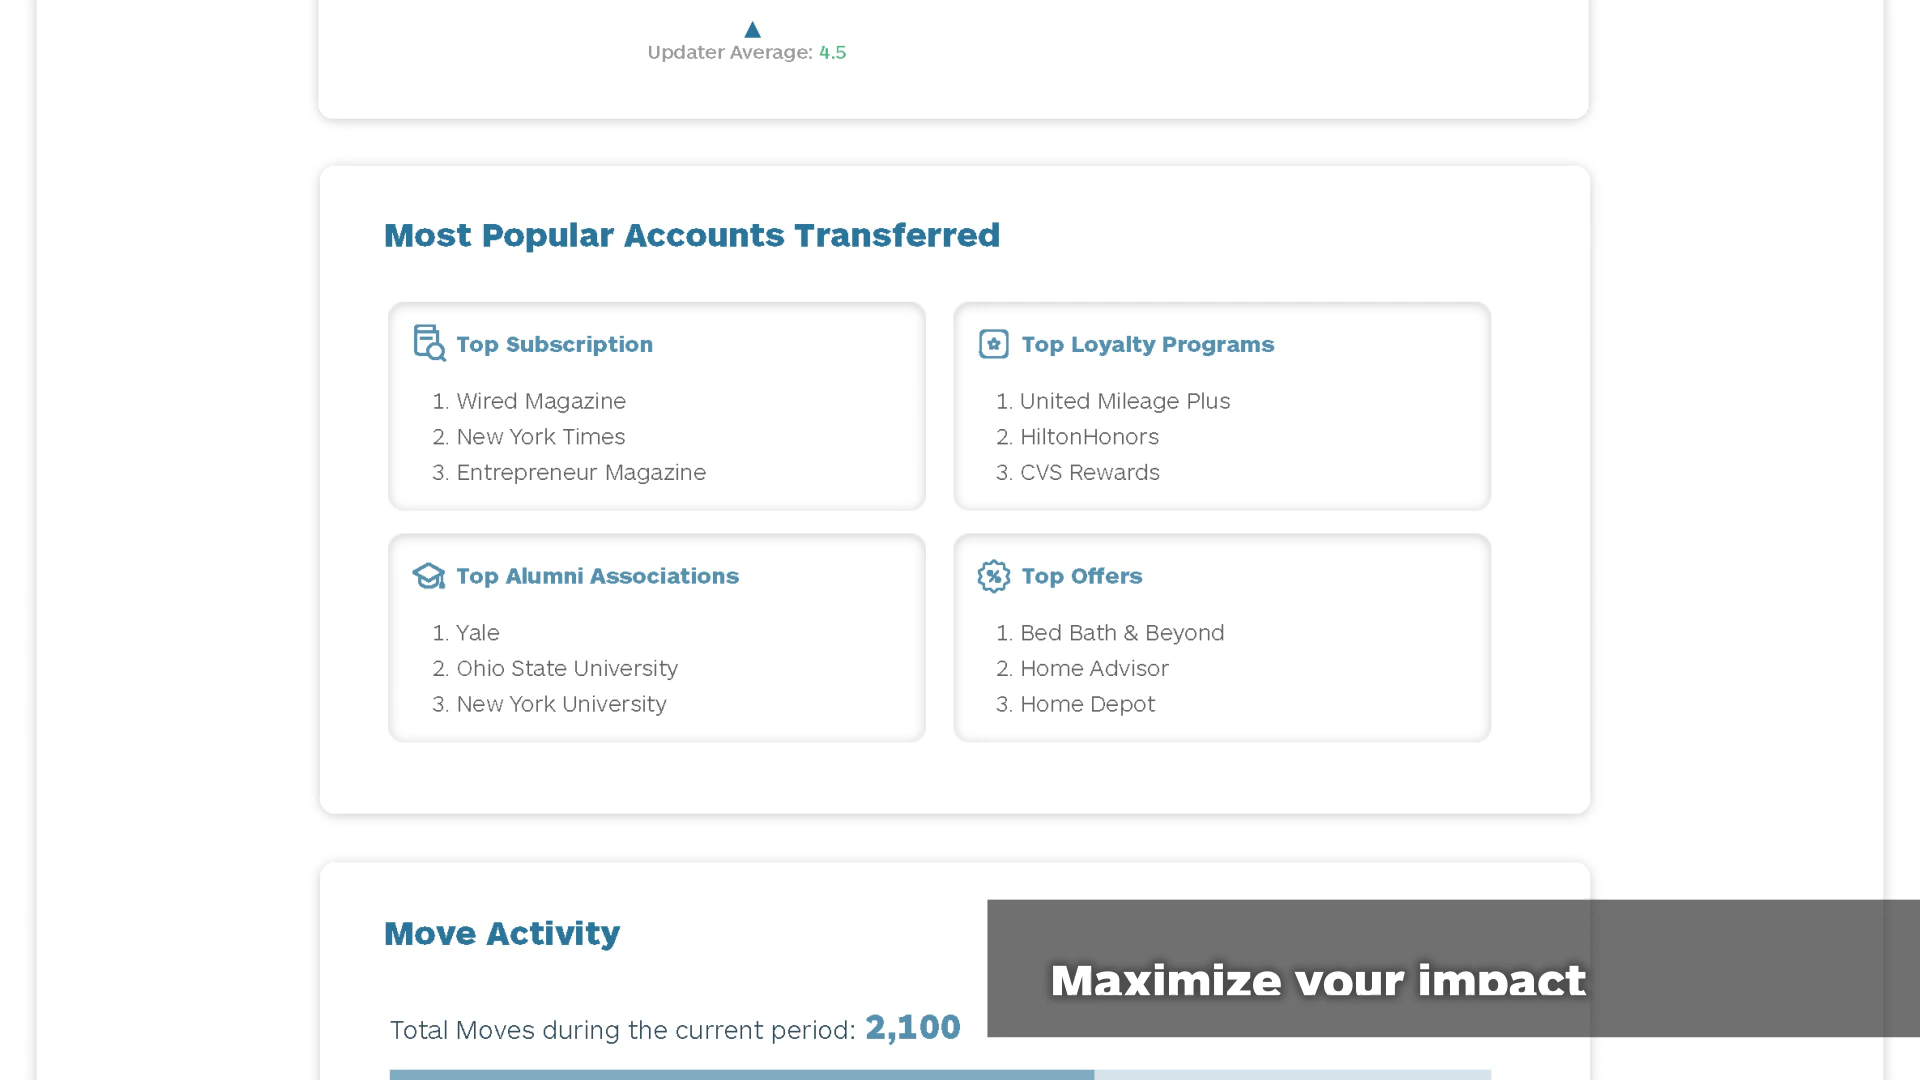 Updater Average: 4.5
Most Popular Accounts Transferred
Top Subscription
1. Wired Magazine
2. New York Times
3. Entrepreneur Magazine
Top Loyalty Programs
1. United Mileage Plus
2. HiltonHonors
3. CVS Rewards
Top Alumni Associations
1. Yale
2. Ohio State University
3. New York University
Top Offers
1. Bed Bath & Beyond
2. Home Advisor
3. Home Depot
Move Activity
Total Moves during the current period: 2,100
Maximize your impact